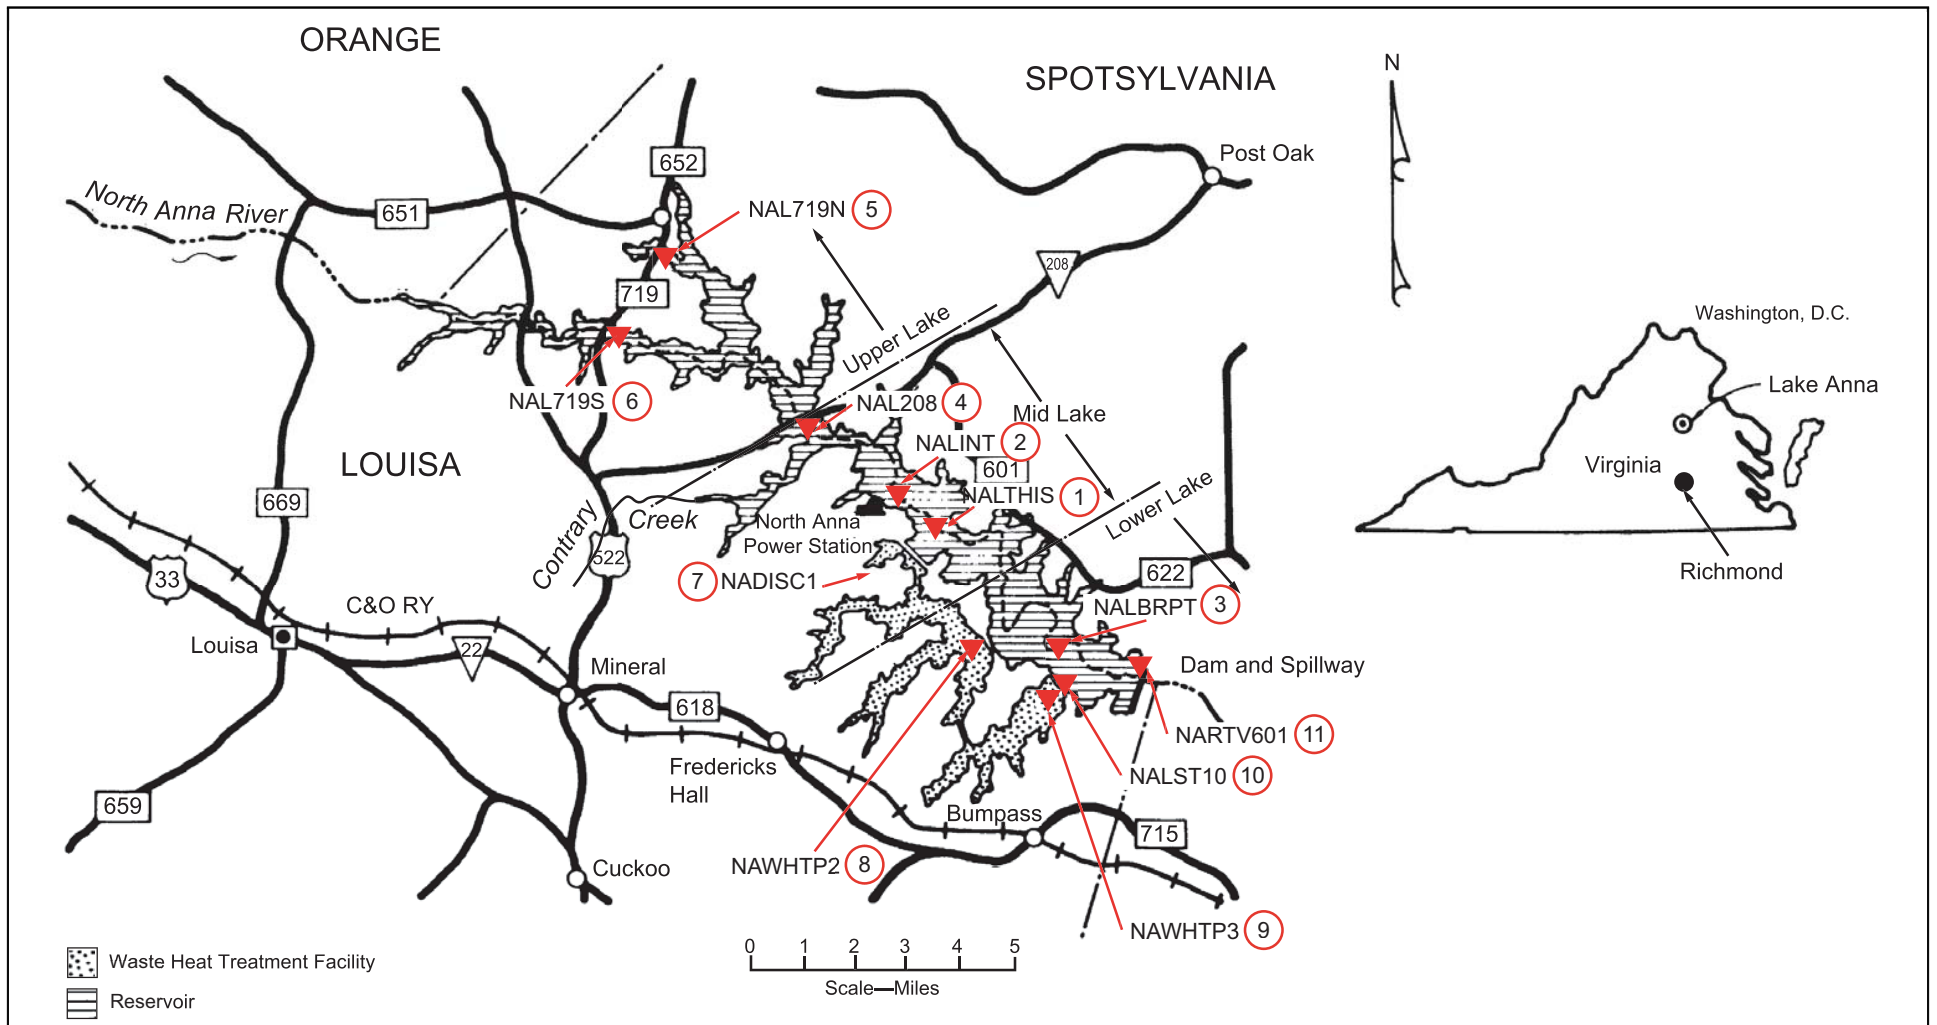 ORANGE
SPOTSYLVANIA
N
652
Post Oak
North Anna River
651
NAL719N 5
208
719
Upper Lake
Washington, D.C.
Lake Anna
NAL719S 6
NAL208 4
Mid Lake
NALINT 2
LOUISA
601
Virginia
669
NALTHIS 1
Lower Lake
Contrary
Creek
North Anna
Power Station
522
33
7 NADISC1
622
Richmond
C&O RY
NALBRPT 3
Louisa
22
Mineral
Dam and Spillway
618
NARTV601 11
Fredericks
Hall
NALST10 10
659
Bumpass
715
Cuckoo
NAWHTP2 8
NAWHTP3 9
0 1 2 3 4 5
Scale—Miles
Waste Heat Treatment Facility
Reservoir